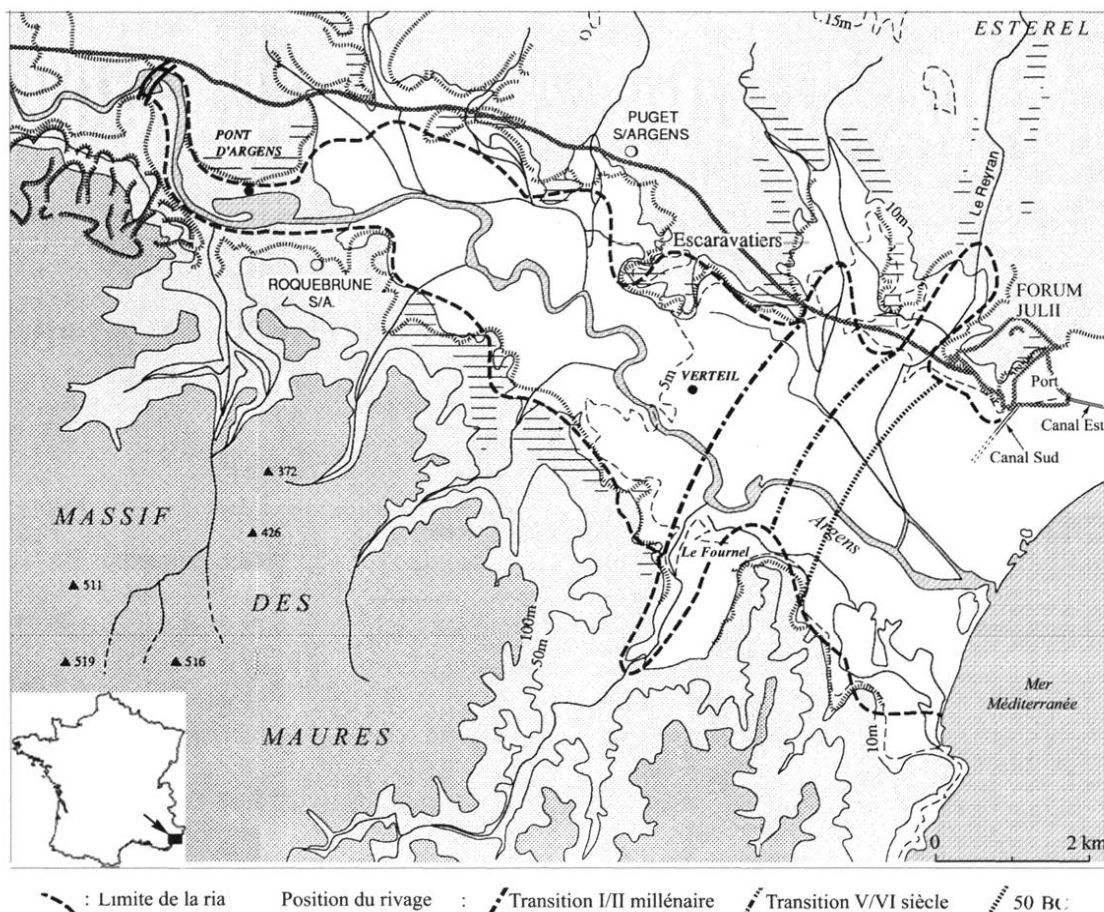 15m
ESTEREL
PUGET
S/ARGENS
PONT
D'ARGENS
Le Reyran
10m
Escaravatiers
ROQUEBRUNE
S/A.
FORUM
JULII
Port
Canal Est
Canal Sud
5m
VERTEIL
372
MASSIF
426
Argens
Le Fournel
511
DES
100m
50m
519
516
Mer
Méditerranée
MAURES
10m
0 2 km
: Limite de la ria Position du rivage : Transition I/II millénaire Transition V/VI siècle 50 BC